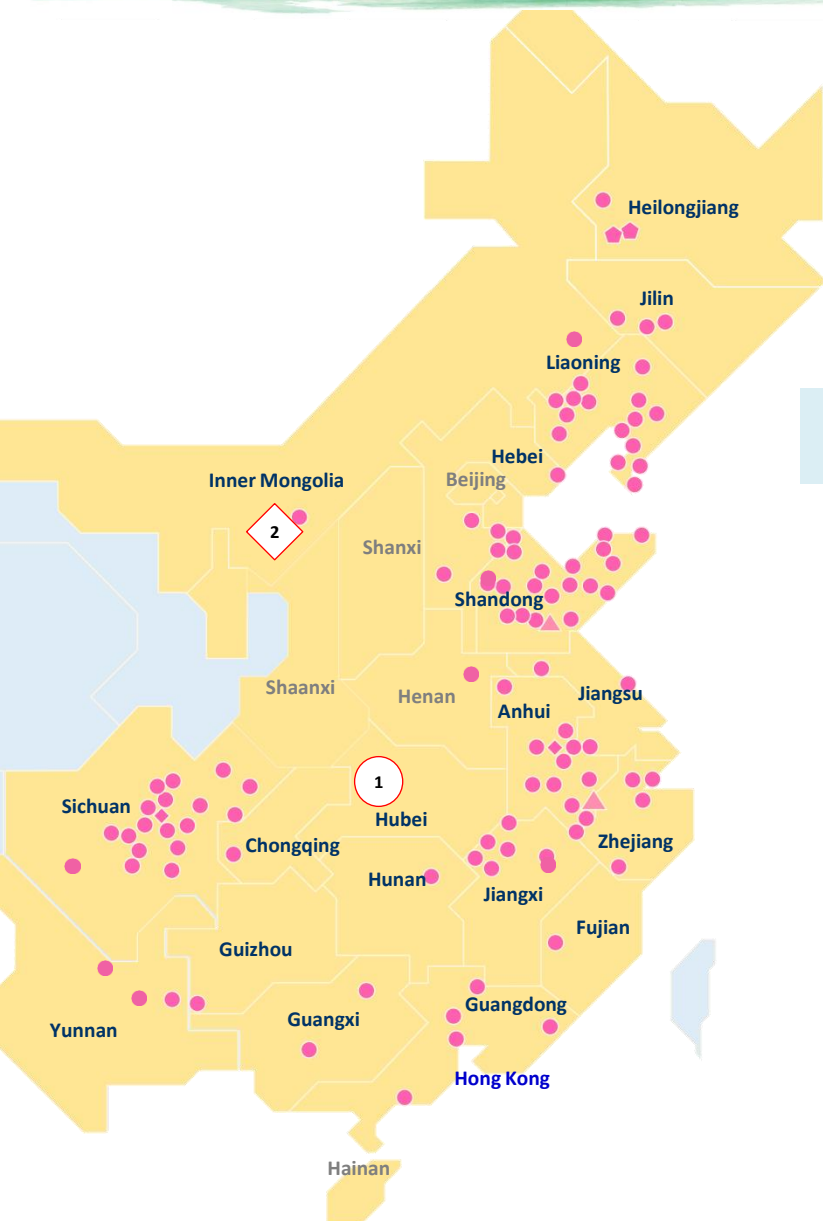 Heilongjiang
Jilin
Liaoning
Hebei
Beijing
Inner Mongolia
2
Shanxi
Shandong
Shaanxi
Henan
Jiangsu
Anhui
1
Sichuan
Hubei
Chongqing
Zhejiang
Hunan
Jiangxi
Fujian
Guizhou
Guangdong
Guangxi
Yunnan
Hong Kong
Hainan